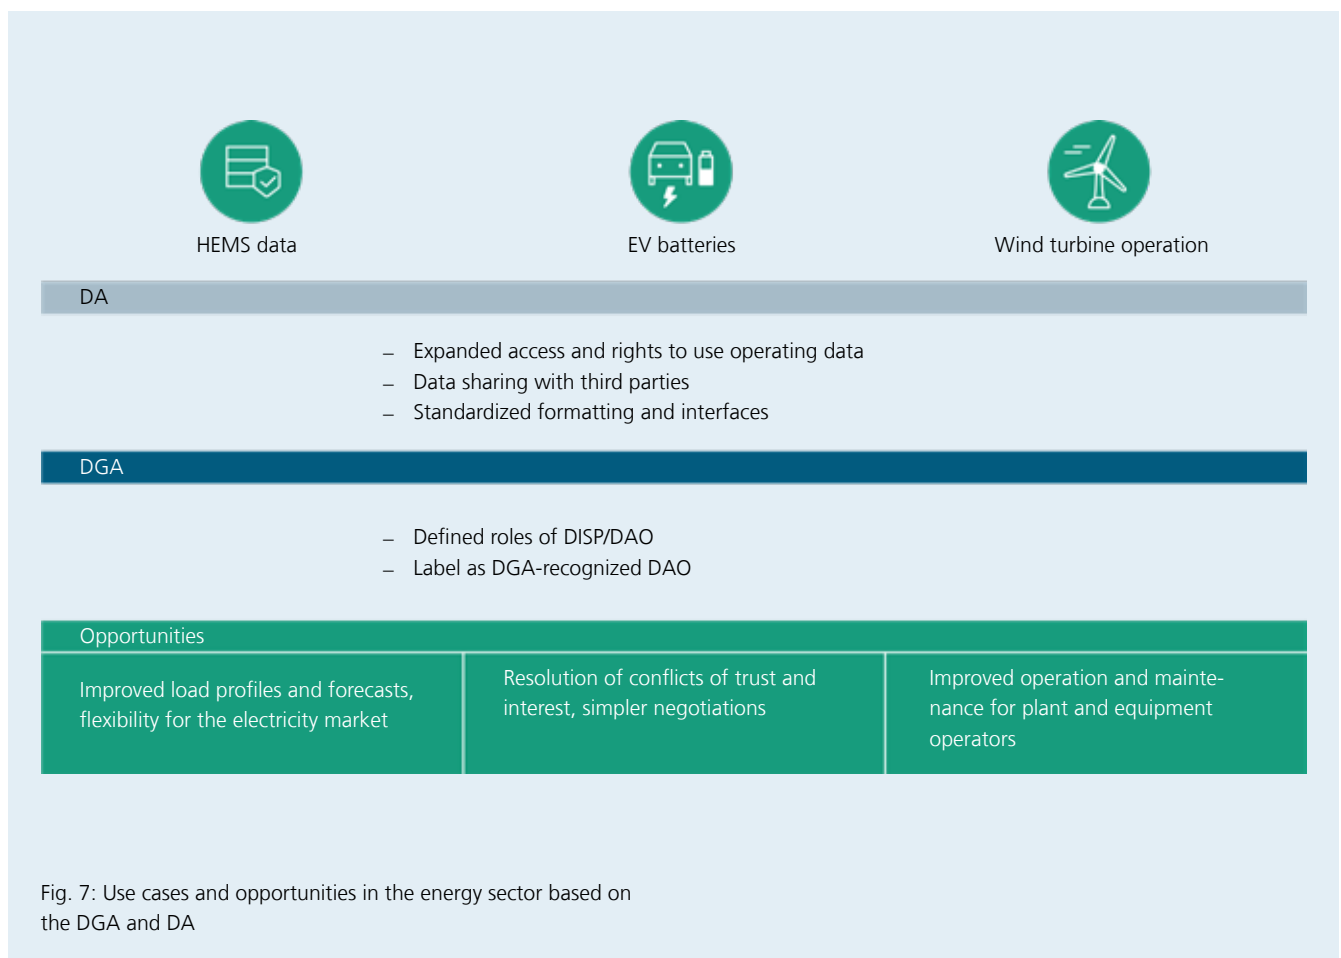 HEMS data
EV batteries
Wind turbine operation
DA
– Expanded access and rights to use operating data
– Data sharing with third parties
– Standardized formatting and interfaces
DGA
– Defined roles of DISP/DAO
– Label as DGA-recognized DAO
Opportunities
Improved load profiles and forecasts,
flexibility for the electricity market
Resolution of conflicts of trust and
interest, simpler negotiations
Improved operation and mainte-
nance for plant and equipment
operators
Fig. 7: Use cases and opportunities in the energy sector based on
the DGA and DA